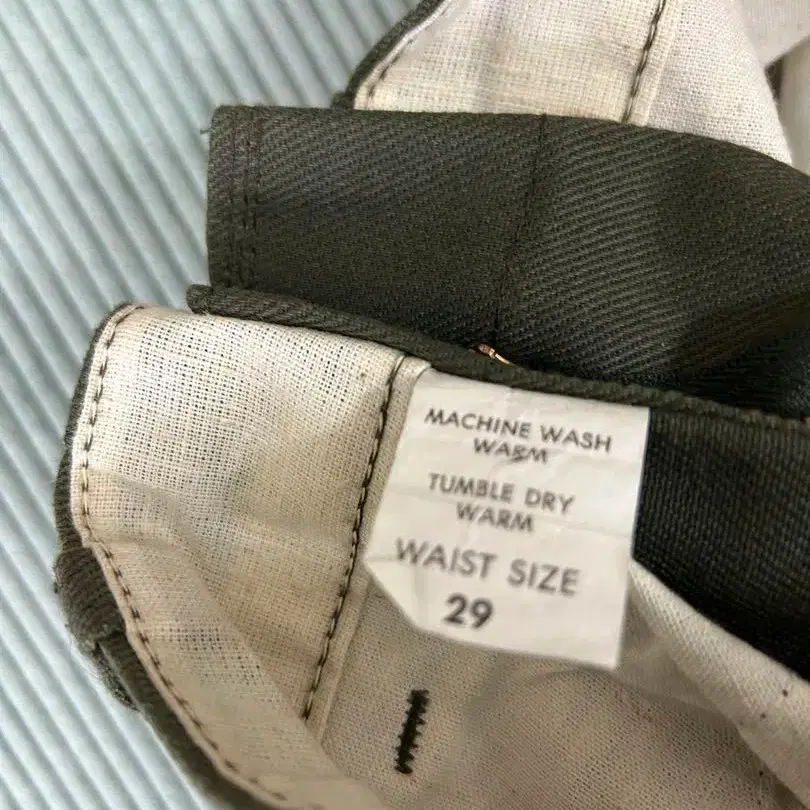 MACHINE WASH
WARM
TUMBLE DRY
WARM
WAIST SIZE
29